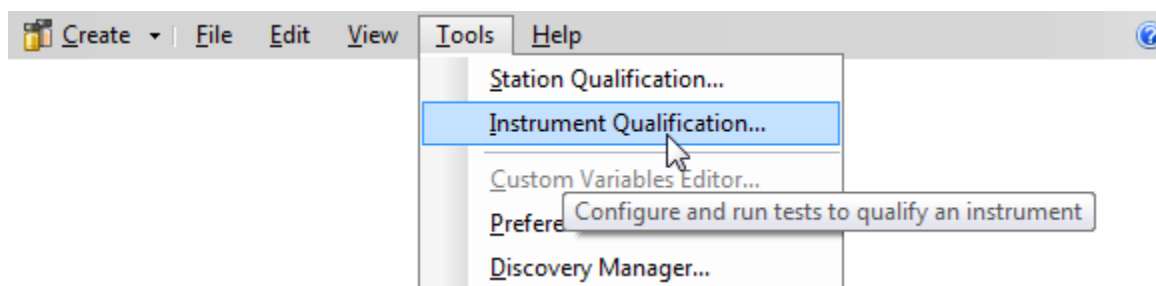 Create File Edit View Tools Help
Station Qualification...
Instrument Qualification...
Custom Variables Editor...
Configure and run tests to qualify an instrument
Prefere
Discovery Manager...